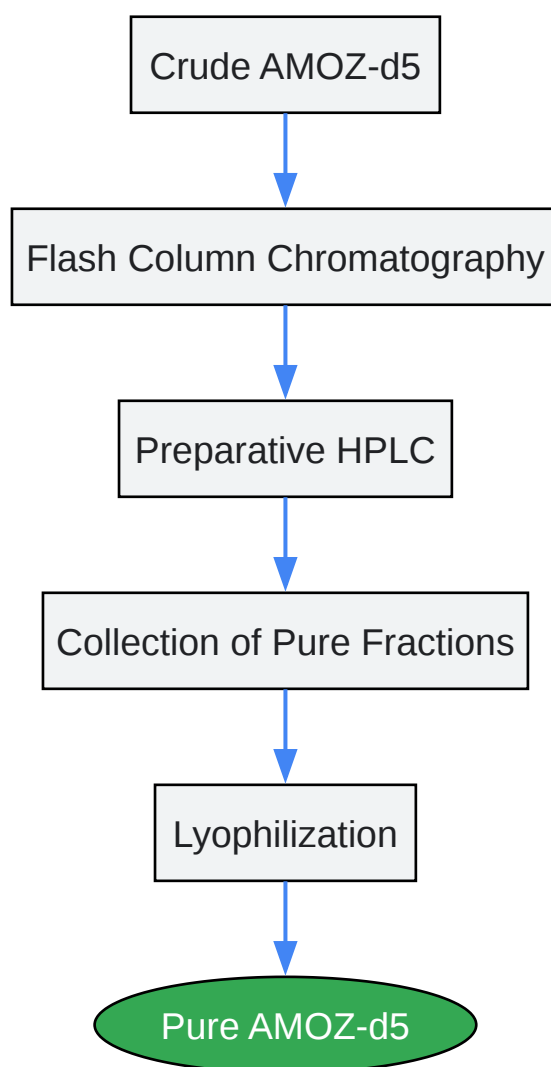 Crude AMOZ-d5
Flash Column Chromatography
Preparative HPLC
Collection of Pure Fractions
Lyophilization
Pure AMOZ-d5